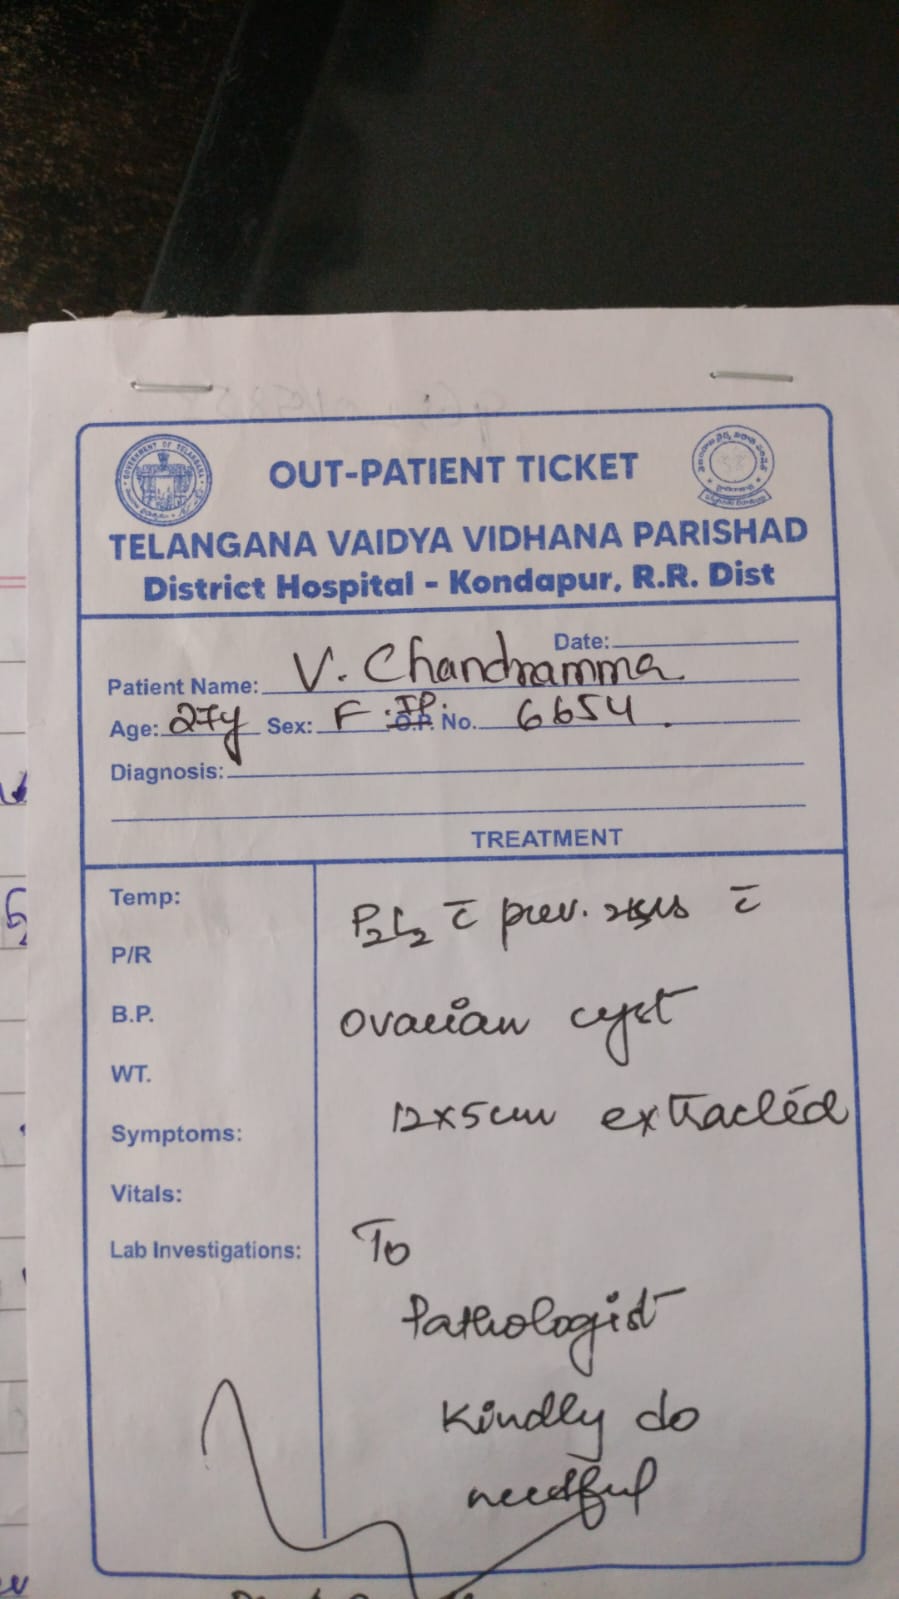 OUT-PATIENT TICKET
TELANGANA VAIDYA VIDHANA PARISHAD
District Hospital - Kondapur, R.R. Dist
Date:
Patient Name: V. Chandramma
Age: 27y Sex: F IP. O.P. No. 6654
Diagnosis:
TREATMENT
Temp:
P/R
B.P.
WT.
Symptoms:
Vitals:
Lab Investigations:
P2L2 c̄ prev. c̄
ovarian cyst
12x5cm extracted
To
Pathologist
Kindly do
needful